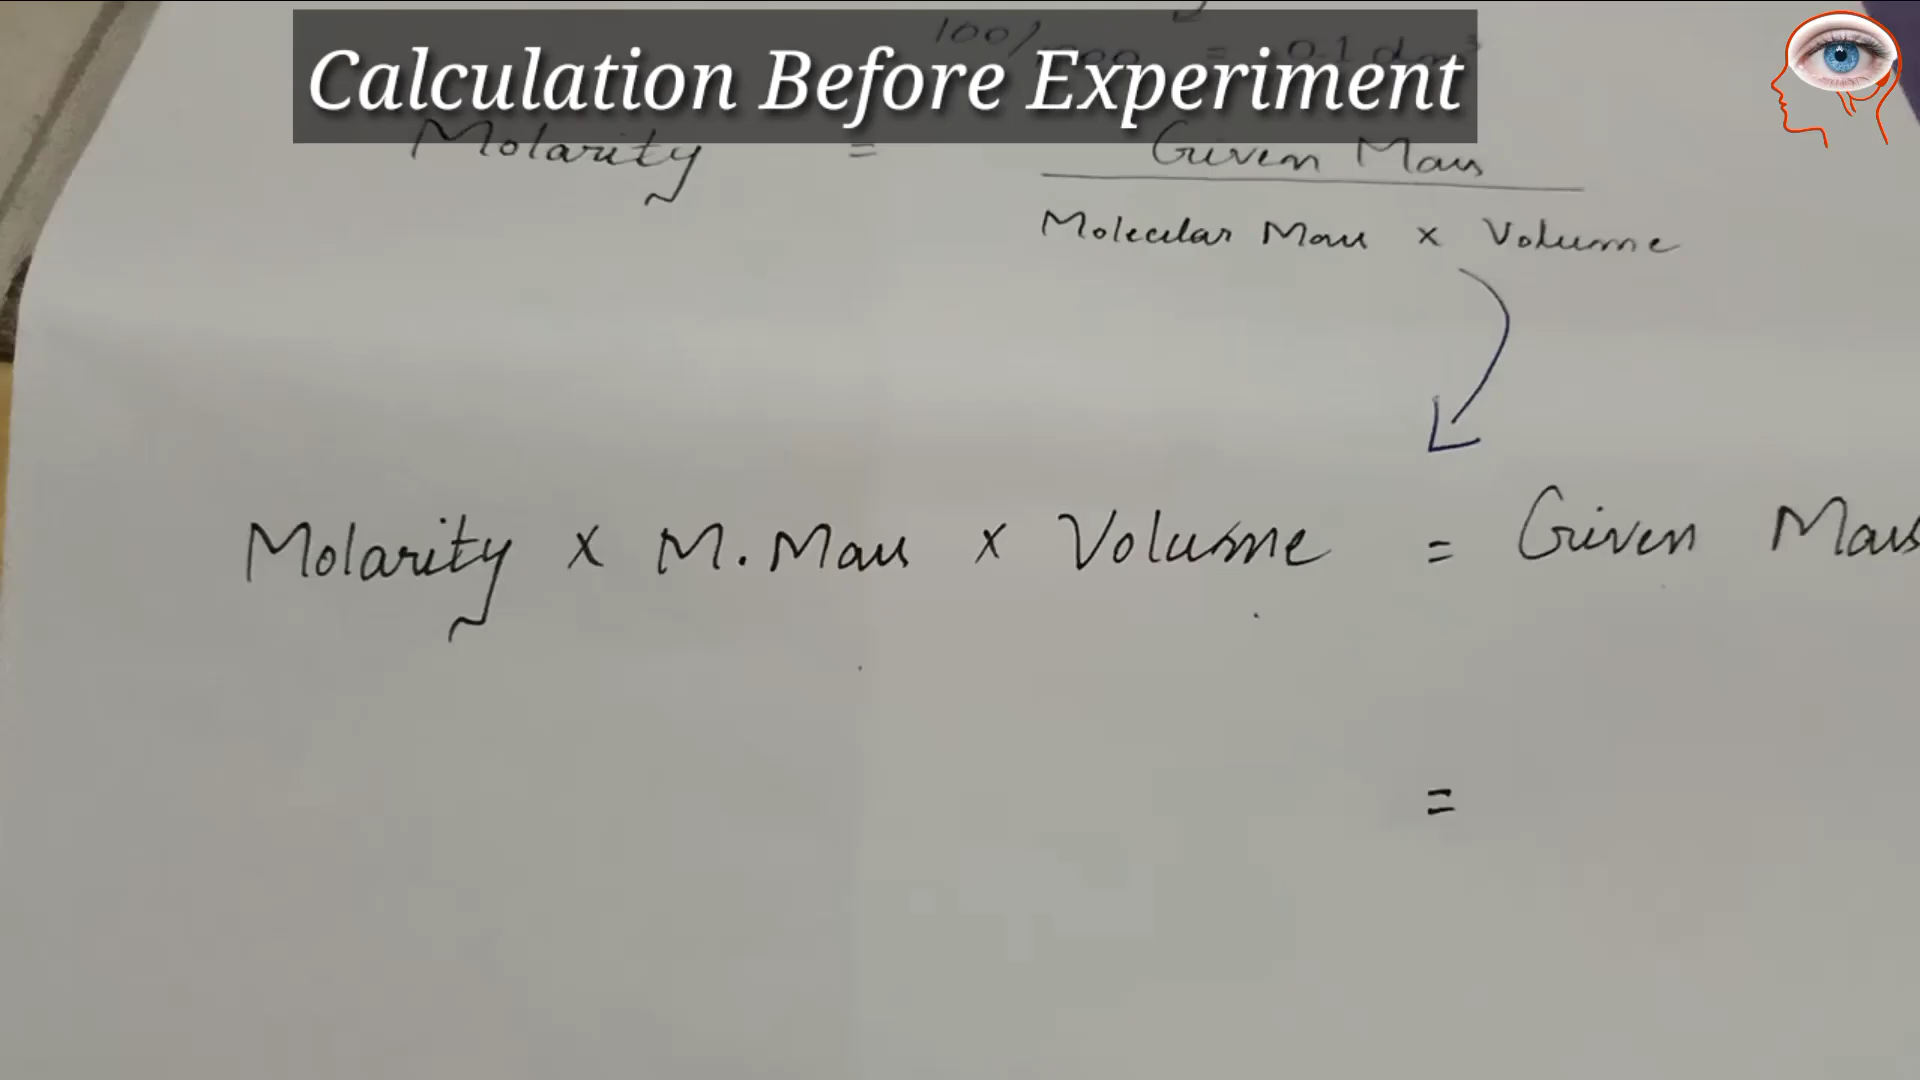 Calculation Before Experiment
Molarity = Given Mass
Molecular Mass x Volume
Molarity x M. Mass x Volume = Given Mass
=